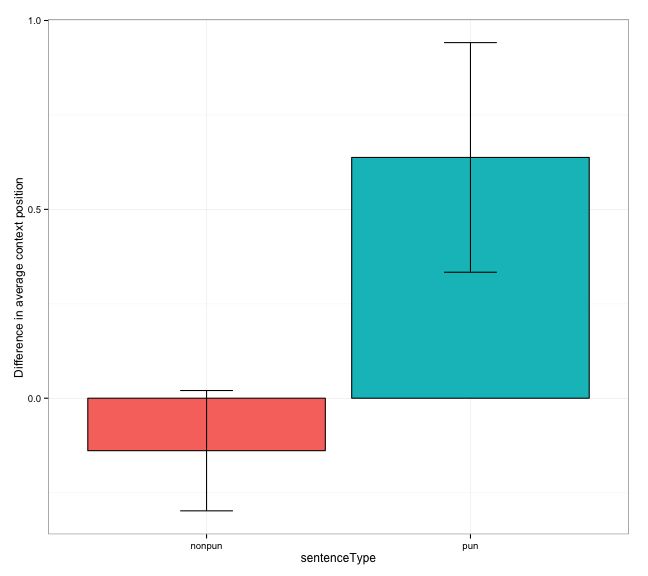 1.0
0.5
0.0
Difference in average context position
nonpun
pun
sentenceType